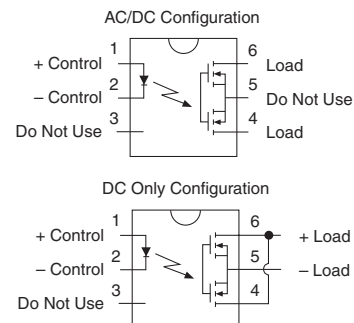 AC/DC Configuration
1 6
+ Control Load
2 5
– Control Do Not Use
3 4
Do Not Use Load
DC Only Configuration
1 6
+ Control + Load
2 5
– Control – Load
3 4
Do Not Use